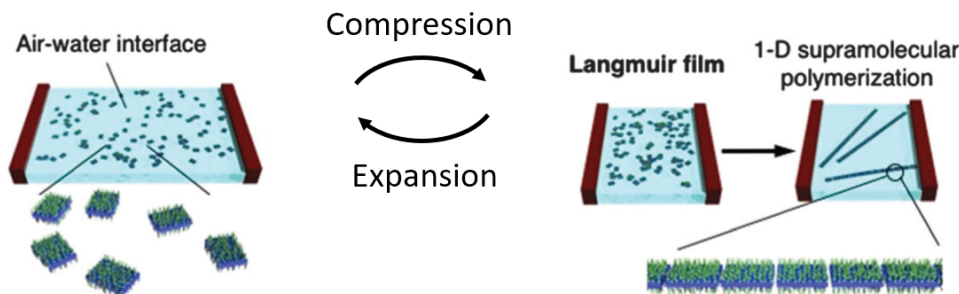 Air-water interface
Compression
Expansion
Langmuir film
1-D supramolecular
polymerization